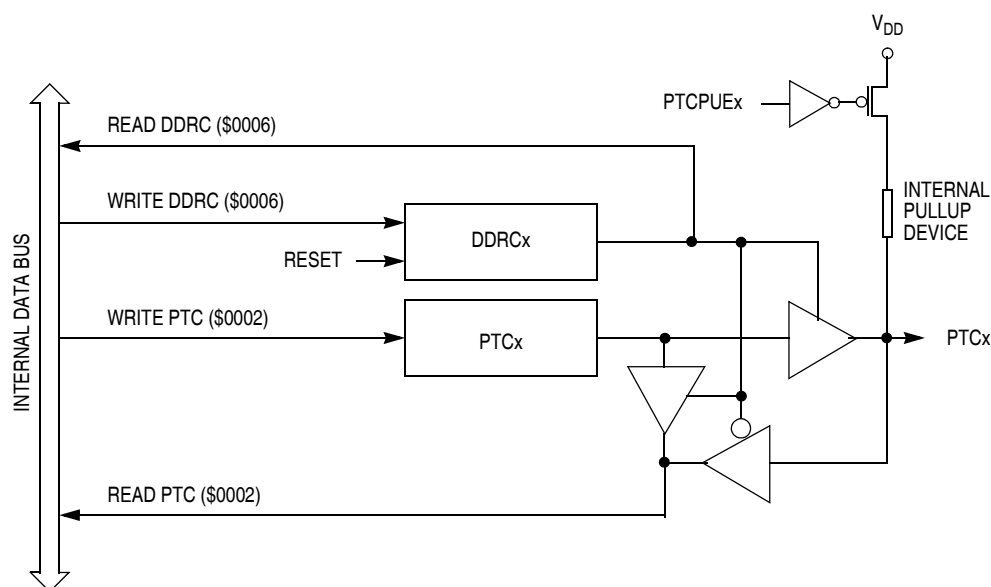 VDD
PTCPUEx
READ DDRC ($0006)
WRITE DDRC ($0006)
INTERNAL
PULLUP
DEVICE
DDRCx
RESET
WRITE PTC ($0002)
PTCx
PTCx
INTERNAL DATA BUS
READ PTC ($0002)